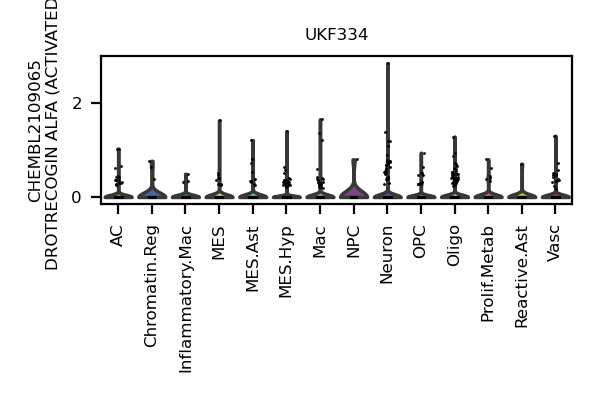 UKF334
CHEMBL2109065
DROTRECOGIN ALFA (ACTIVATED
2
0
AC
Chromatin.Reg
Inflammatory.Mac
MES
MES.Ast
MES.Hyp
Mac
NPC
Neuron
OPC
Oligo
Prolif.Metab
Reactive.Ast
Vasc